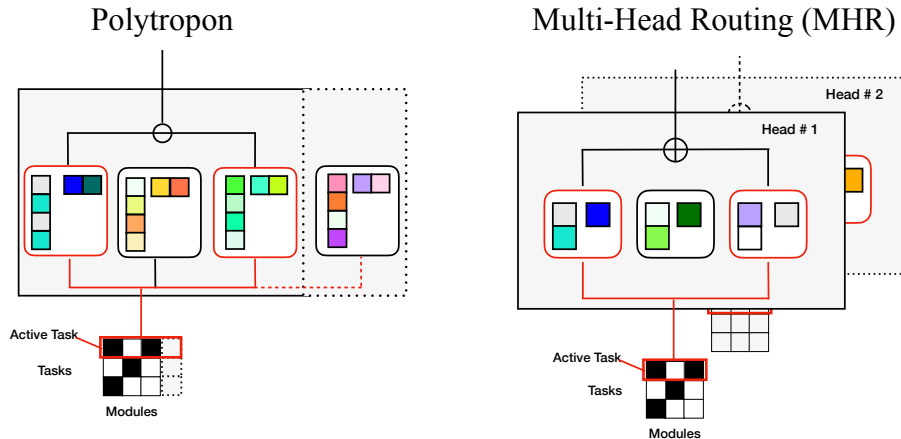 Polytropon
Active Task
Tasks
Modules
Multi-Head Routing (MHR)
Head # 2
Head # 1
Active Task
Tasks
Modules